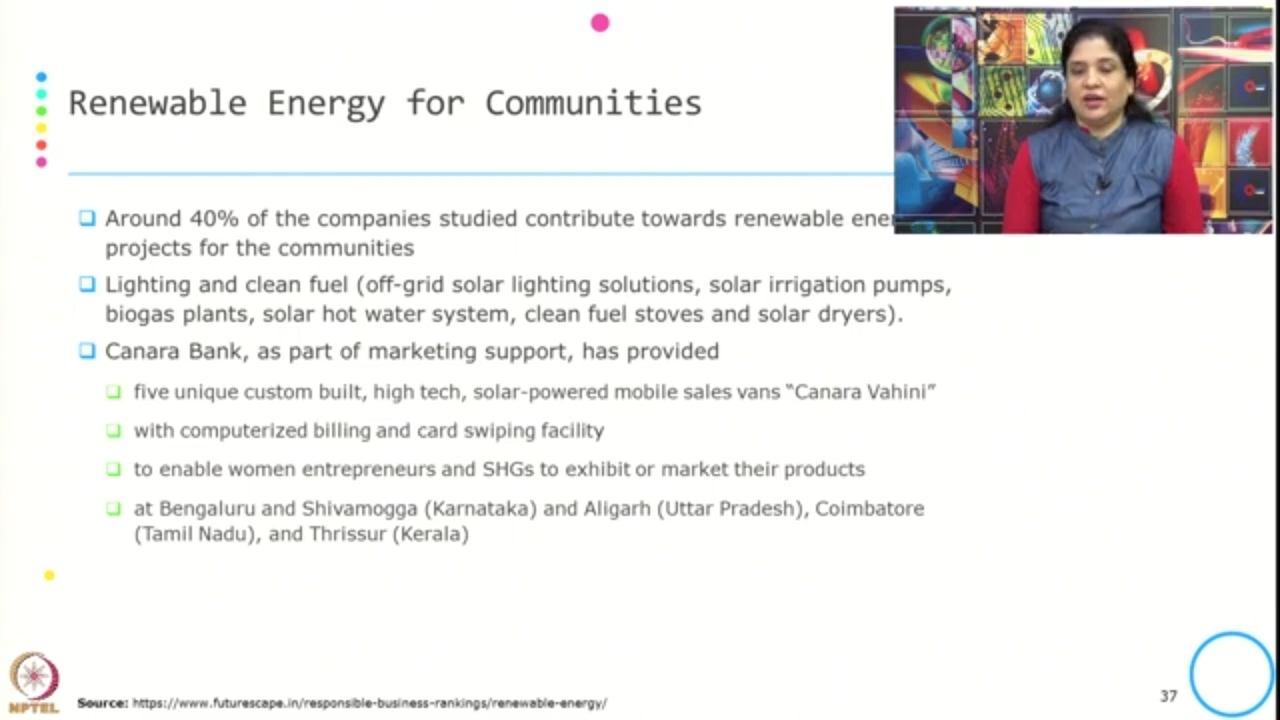 Renewable Energy for Communities
Around 40% of the companies studied contribute towards renewable
projects for the communities
Lighting and clean fuel (off-grid solar lighting solutions, solar irrigation pumps,
biogas plants, solar hot water system, clean fuel stoves and solar dryers).
Canara Bank, as part of marketing support, has provided
five unique custom built, high tech, solar-powered mobile sales vans “Canara Vahini”
with computerized billing and card swiping facility
to enable women entrepreneurs and SHGs to exhibit or market their products
at Bengaluru and Shivamogga (Karnataka) and Aligarh (Uttar Pradesh), Coimbatore
(Tamil Nadu), and Thrissur (Kerala)
NPTEL
Source: https://www.futurescape.in/responsible-business-rankings/renewable-energy/
37